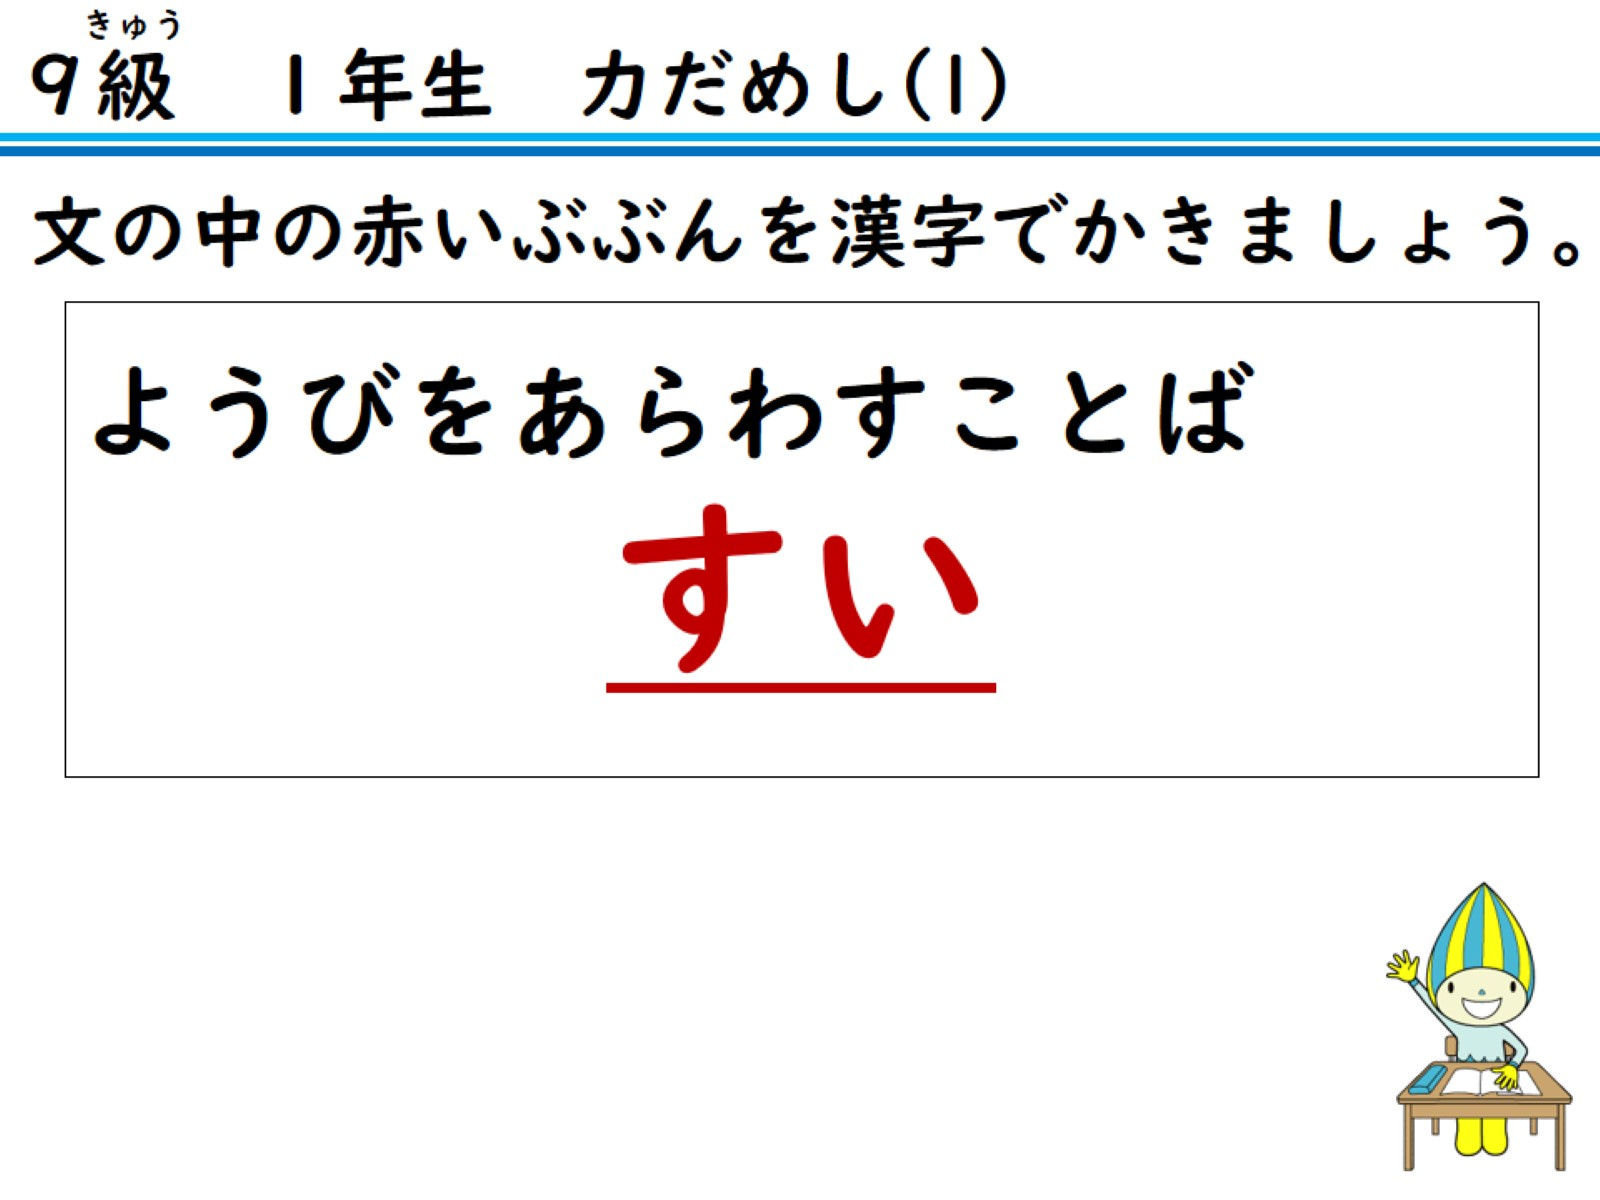 きゅう
9級　1年生　力だめし(1)
文の中の赤いぶぶんを漢字でかきましょう。
ようびをあらわすことば
すい